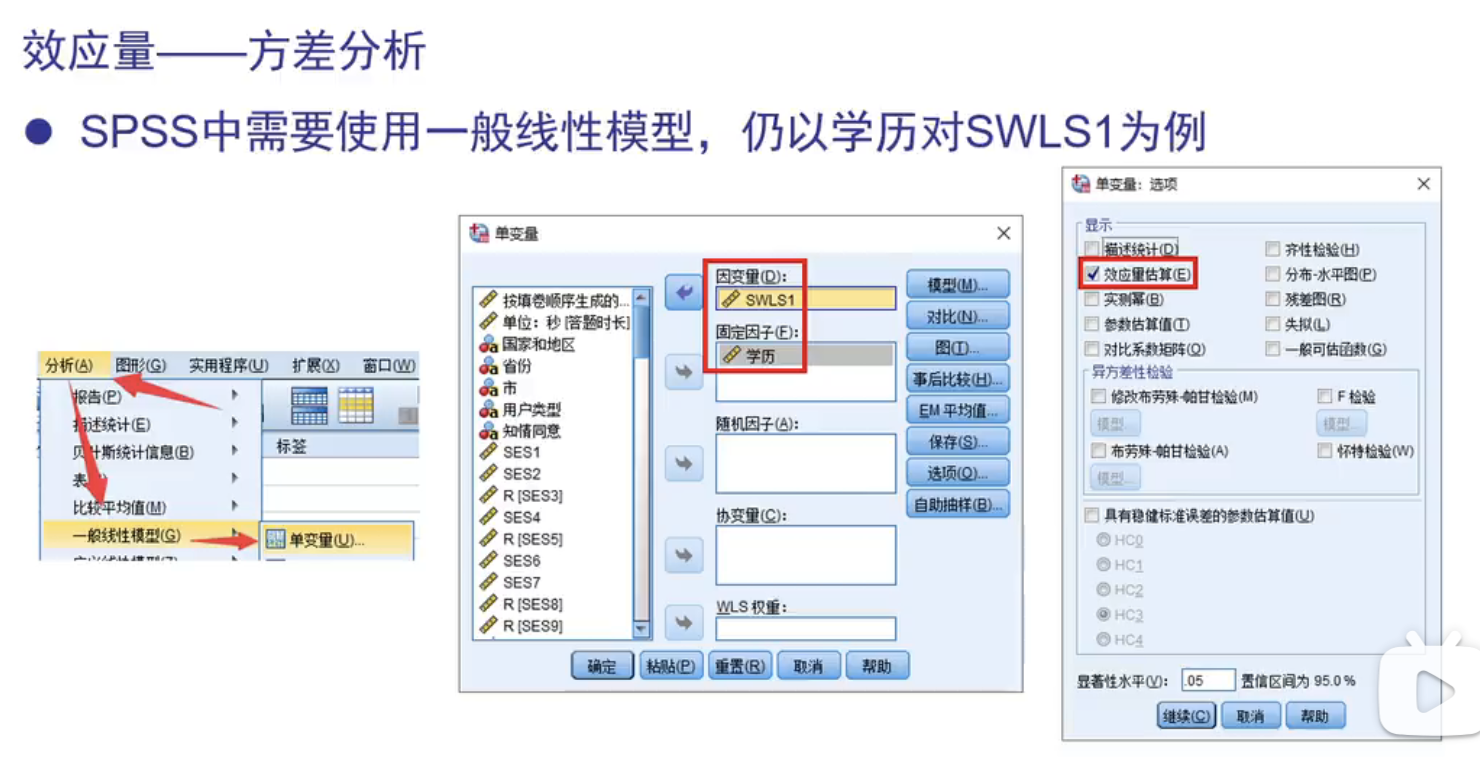 效应量——方差分析
● SPSS中需要使用一般线性模型，仍以学历对SWLS1为例
分析(A) 图形(G) 实用程序(U) 扩展(X) 窗口(W)
报告(P)
描述统计(E)
贝叶斯统计信息(B)
表
比较平均值(M)
一般线性模型(G)
标签
单变量(U)...
单变量
按填卷顺序生成的...
单位：秒 [答题时长]
国家和地区
省份
市
用户类型
知情同意
SES1
SES2
R [SES3]
SES4
R [SES5]
SES6
SES7
R [SES8]
R [SES9]
因变量(D):
SWLS1
固定因子(F):
学历
随机因子(A):
协变量(C):
WLS 权重:
模型(M)...
对比(N)...
图(T)...
事后比较(H)...
EM 平均值...
保存(S)...
选项(O)...
自助抽样(B)...
确定 粘贴(P) 重置(R) 取消 帮助
单变量：选项
显示
描述统计(D) 齐性检验(H)
效应量估算(E) 分布-水平图(P)
实测幂(B) 残差图(R)
参数估算值(T) 失拟(L)
对比系数矩阵(O) 一般可估函数(G)
异方差性检验
修改布劳殊-帕甘检验(M) F 检验
模型... 模型...
布劳殊-帕甘检验(A) 怀特检验(W)
模型...
具有稳健标准误差的参数估算值(U)
HC0
HC1
HC2
HC3
HC4
显著性水平(V): .05 置信区间为 95.0 %
继续(C) 取消 帮助